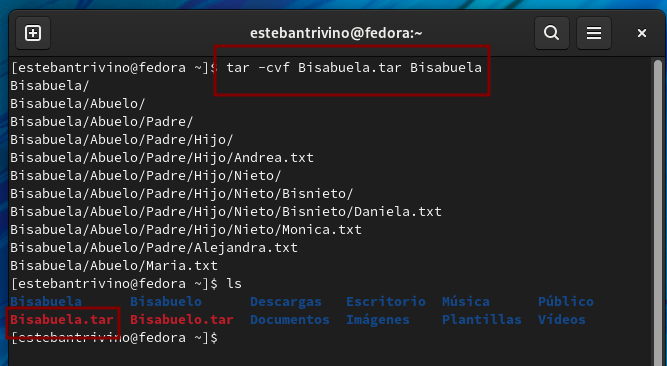 estebantrivino@fedora:~
[estebantrivino@fedora ~]$ tar -cvf Bisabuela.tar Bisabuela
Bisabuela/
Bisabuela/Abuelo/
Bisabuela/Abuelo/Padre/
Bisabuela/Abuelo/Padre/Hijo/
Bisabuela/Abuelo/Padre/Hijo/Andrea.txt
Bisabuela/Abuelo/Padre/Hijo/Nieto/
Bisabuela/Abuelo/Padre/Hijo/Nieto/Bisnieto/
Bisabuela/Abuelo/Padre/Hijo/Nieto/Bisnieto/Daniela.txt
Bisabuela/Abuelo/Padre/Hijo/Nieto/Monica.txt
Bisabuela/Abuelo/Padre/Alejandra.txt
Bisabuela/Abuelo/Maria.txt
[estebantrivino@fedora ~]$ ls
Bisabuela Bisabuelo Descargas Escritorio Música Público
Bisabuela.tar Bisabuelo.tar Documentos Imágenes Plantillas Vídeos
[estebantrivino@fedora ~]$